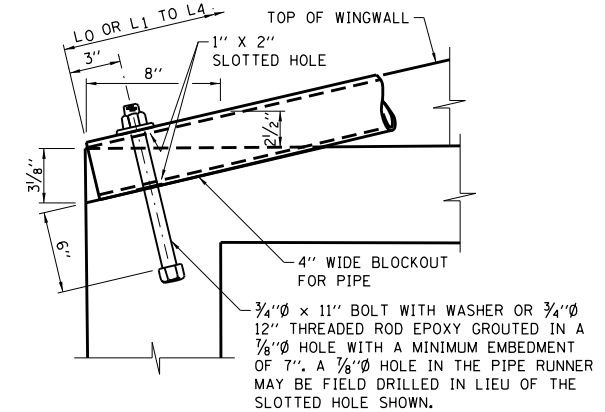 LO OR L1 TO L4
3"
8"
1" X 2"
SLOTTED HOLE
TOP OF WINGWALL
2½"
3⅛"
6"
4" WIDE BLOCKOUT
FOR PIPE
¾"Ø x 11" BOLT WITH WASHER OR ¾"Ø
12" THREADED ROD EPOXY GROUTED IN A
⅞"Ø HOLE WITH A MINIMUM EMBEDMENT
OF 7". A ⅞"Ø HOLE IN THE PIPE RUNNER
MAY BE FIELD DRILLED IN LIEU OF THE
SLOTTED HOLE SHOWN.